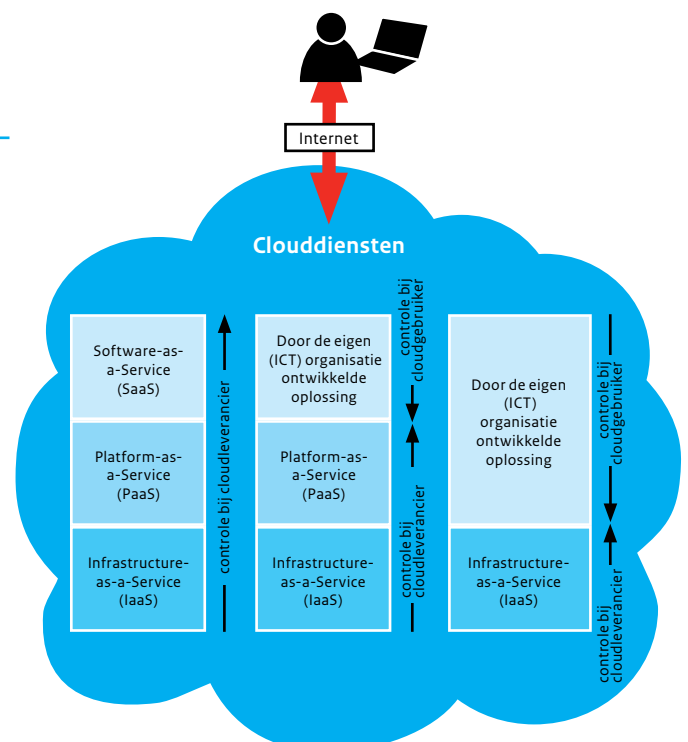 Internet
Clouddiensten
Software-as-
a-Service
(SaaS)
Platform-as-
a-Service
(PaaS)
Infrastructure-
as-a-Service
(IaaS)
controle bij cloudleverancier
Door de eigen
(ICT) organisatie
ontwikkelde
oplossing
Platform-as-
a-Service
(PaaS)
Infrastructure-
as-a-Service
(IaaS)
controle bij
cloudgebruiker
controle bij
cloudleverancier
Door de eigen
(ICT)
organisatie
ontwikkelde
oplossing
Infrastructure-
as-a-Service
(IaaS)
controle bij
cloudgebruiker
controle bij
cloudleverancier